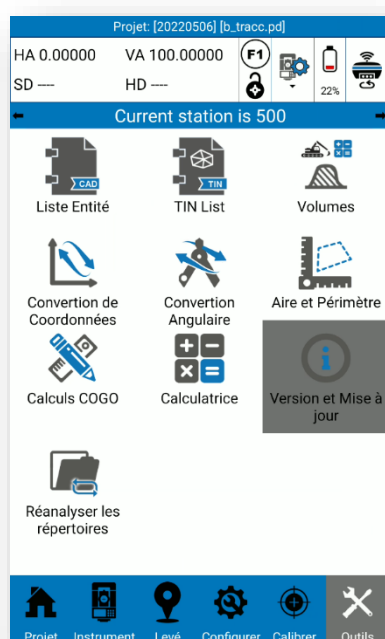 Projet: [20220506] [b_tracc.pd]
HA 0.00000 VA 100.00000 F1
SD ---- HD ---- 22%
Current station is 500
CAD TIN
Liste Entité TIN List Volumes
Convertion de Coordonnées Convertion Angulaire Aire et Périmètre
Calculs COGO Calculatrice Version et Mise à jour
Réanalyser les répertoires
Projet Instrument Levé Configurer Calibrer Outils